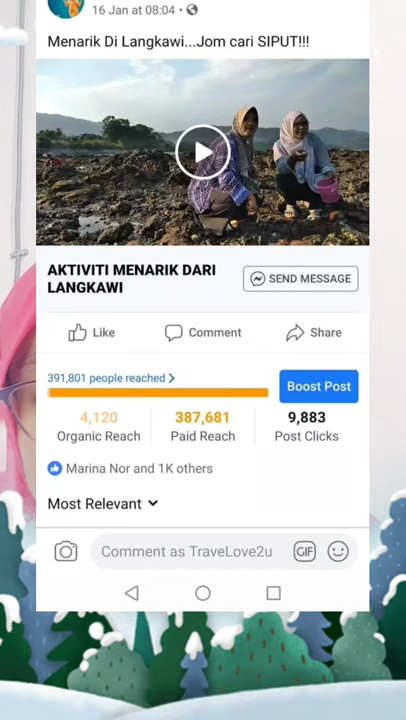 16 Jan at 08:04 •
Menarik Di Langkawi...Jom cari SIPUT!!!
AKTIVITI MENARIK DARI
LANGKAWI
SEND MESSAGE
Like Comment Share
391,801 people reached >
Boost Post
4,120 387,681 9,883
Organic Reach Paid Reach Post Clicks
Marina Nor and 1K others
Most Relevant
Comment as TraveLove2u GIF